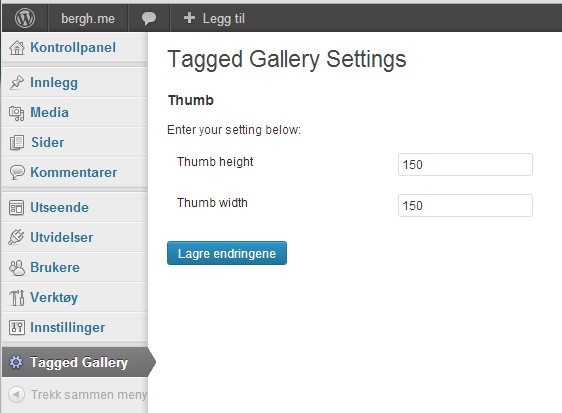 bergh.me Legg til
Kontrollpanel
Innlegg
Media
Sider
Kommentarer
Utseende
Utvidelser
Brukere
Verktøy
Innstillinger
Tagged Gallery
Trekk sammen meny
Tagged Gallery Settings
Thumb
Enter your setting below:
Thumb height 150
Thumb width 150
Lagre endringene